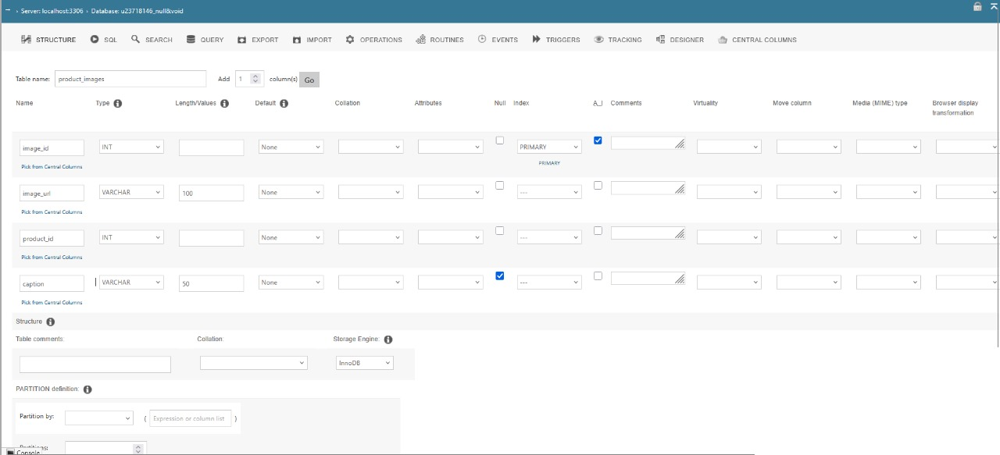 Server: localhost:3306 › Database: u23718146_null&void
STRUCTURE SQL SEARCH QUERY EXPORT IMPORT OPERATIONS ROUTINES EVENTS TRIGGERS TRACKING DESIGNER CENTRAL COLUMNS
Table name: product_images Add 1 column(s) Go
Name Type Length/Values Default Collation Attributes Null Index A_I Comments Virtuality Move column Media (MIME) type Browser display
transformation
image_id INT None PRIMARY
Pick from Central Columns PRIMARY
image_url VARCHAR 100 None ---
Pick from Central Columns
product_id INT None ---
Pick from Central Columns
caption VARCHAR 50 None ---
Pick from Central Columns
Structure
Table comments: Collation: Storage Engine:
InnoDB
PARTITION definition:
Partition by: ( Expression or column list )
Partitions:
Console